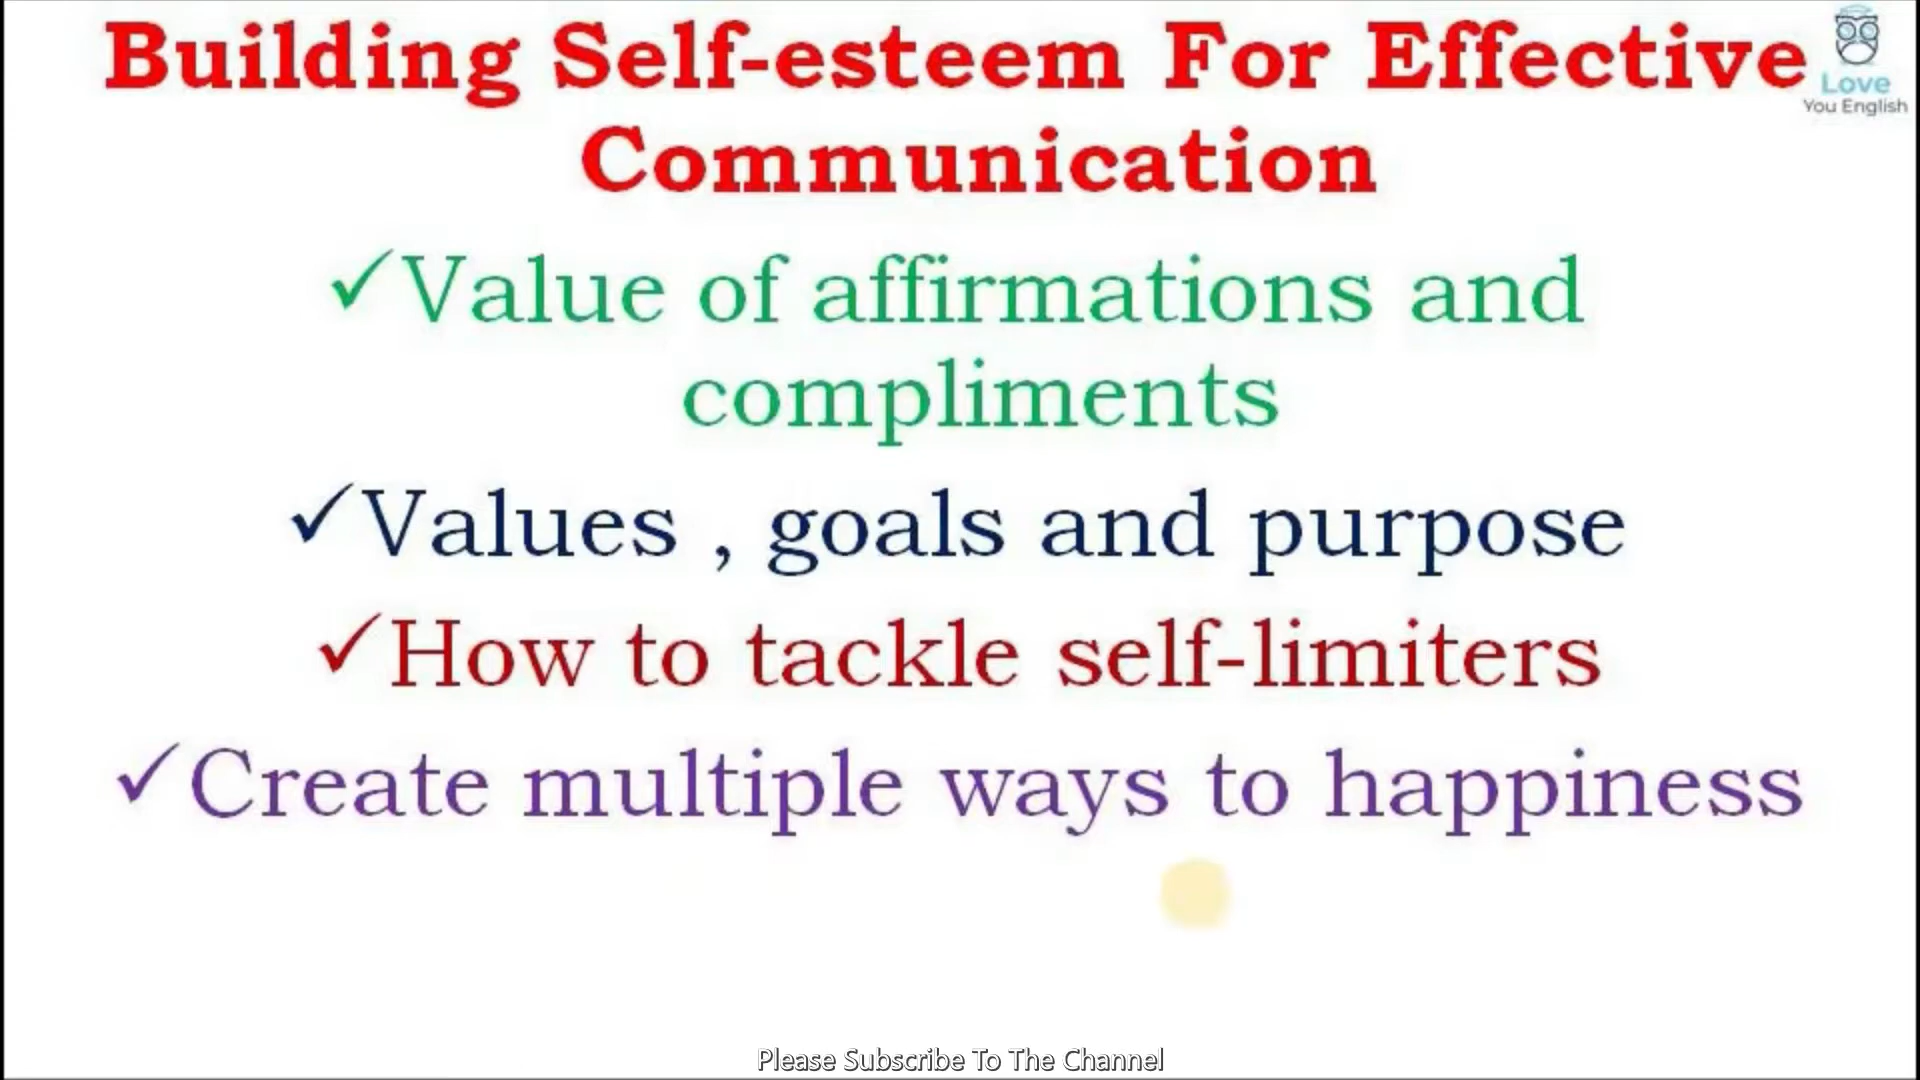 Building Self-esteem For Effective
Communication
Love
You English
✓Value of affirmations and
compliments
✓Values , goals and purpose
✓How to tackle self-limiters
✓Create multiple ways to happiness
Please Subscribe To The Channel